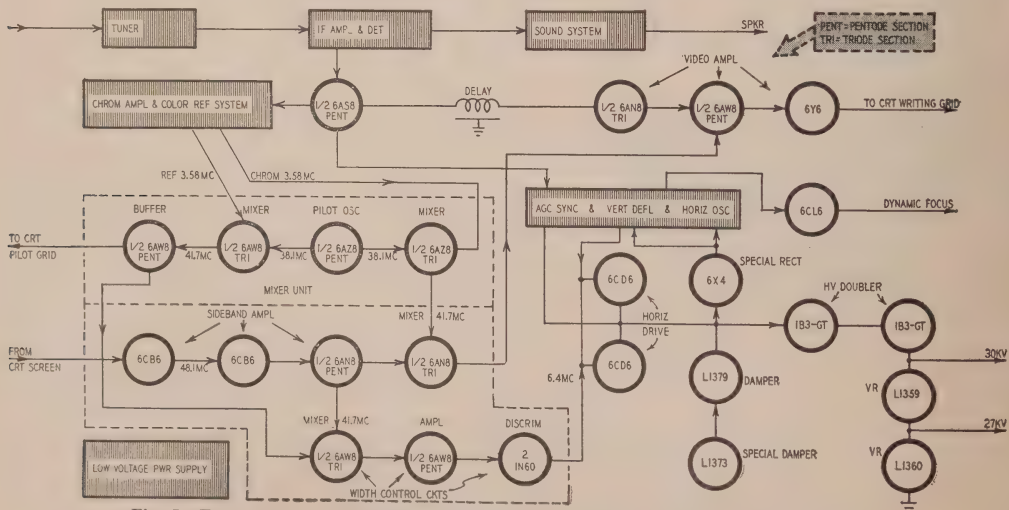 TUNER
IF AMPL & DET
SOUND SYSTEM
SPKR
PENT=PENTODE SECTION
TRI=TRIODE SECTION
VIDEO AMPL
CHROM AMPL & COLOR REF SYSTEM
1/2 6AS8
PENT
DELAY
1/2 6AN8
TRI
1/2 6AW8
PENT
6Y6
TO CRT WRITING GRID
REF 3.58MC
CHROM 3.58MC
AGC SYNC & VERT DEFL & HORIZ OSC
6CL6
DYNAMIC FOCUS
BUFFER
MIXER
PILOT OSC
MIXER
TO CRT
PILOT GRID
1/2 6AW8
PENT
41.7MC
1/2 6AW8
TRI
38.1MC
1/2 6AZ8
PENT
38.1MC
1/2 6AZ8
TRI
MIXER UNIT
6CD6
6X4
SPECIAL RECT
HV DOUBLER
SIDEBAND AMPL
MIXER
41.7MC
HORIZ
DRIVE
1B3-GT
1B3-GT
FROM
CRT SCREEN
6CB6
48.1MC
6CB6
1/2 6AN8
PENT
1/2 6AN8
TRI
6.4MC
6CD6
L1379
DAMPER
30KV
VR
L1359
MIXER
41.7MC
AMPL
DISCRIM
27KV
LOW VOLTAGE PWR SUPPLY
1/2 6AW8
TRI
1/2 6AW8
PENT
2
IN60
L1373
SPECIAL DAMPER
VR
L1360
WIDTH CONTROL CKTS